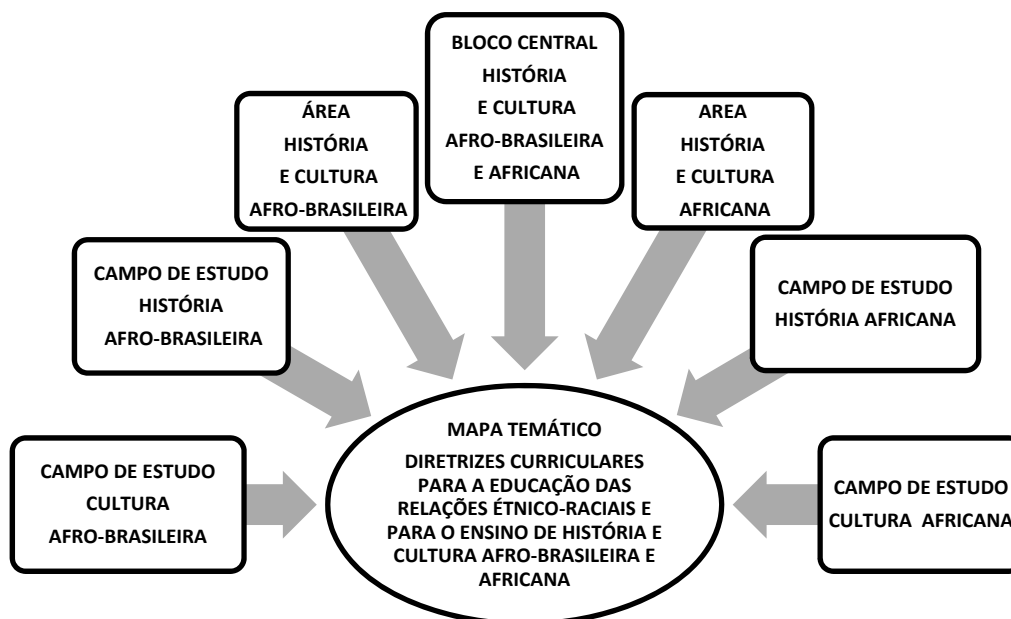 BLOCO CENTRAL
HISTÓRIA
E CULTURA
AFRO-BRASILEIRA
E AFRICANA
ÁREA
HISTÓRIA
E CULTURA
AFRO-BRASILEIRA
AREA
HISTÓRIA
E CULTURA
AFRICANA
CAMPO DE ESTUDO
HISTÓRIA
AFRO-BRASILEIRA
CAMPO DE ESTUDO
HISTÓRIA AFRICANA
MAPA TEMÁTICO
DIRETRIZES CURRICULARES
PARA A EDUCAÇÃO DAS
RELAÇÕES ÉTNICO-RACIAIS E
PARA O ENSINO DE HISTÓRIA E
CULTURA AFRO-BRASILEIRA E
AFRICANA
CAMPO DE ESTUDO
CULTURA
AFRO-BRASILEIRA
CAMPO DE ESTUDO
CULTURA AFRICANA